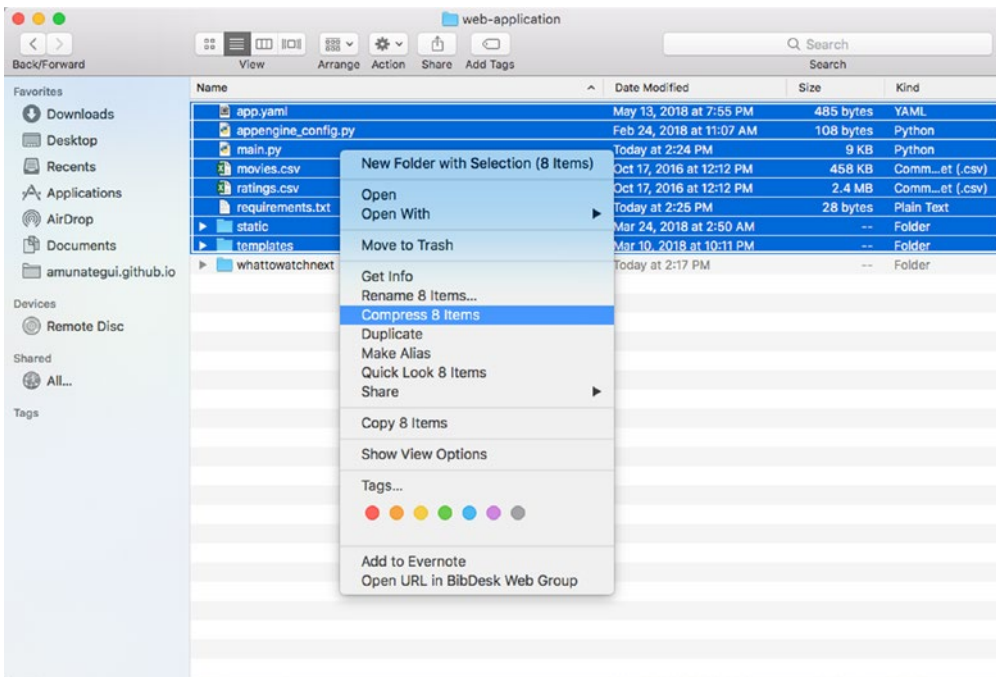 web-application
Search
Back/Forward View Arrange Action Share Add Tags Search
Favorites
Downloads
Desktop
Recents
Applications
AirDrop
Documents
amunategui.github.io
Devices
Remote Disc
Shared
All...
Tags
Name Date Modified Size Kind
app.yaml May 13, 2018 at 7:55 PM 485 bytes YAML
appengine_config.py Feb 24, 2018 at 11:07 AM 108 bytes Python
main.py Today at 2:24 PM 9 KB Python
movies.csv Oct 17, 2016 at 12:12 PM 458 KB Comm...et (.csv)
ratings.csv Oct 17, 2016 at 12:12 PM 2.4 MB Comm...et (.csv)
requirements.txt Today at 2:25 PM 28 bytes Plain Text
static Mar 24, 2018 at 2:50 AM -- Folder
templates Mar 10, 2018 at 10:11 PM -- Folder
whattowatchnext Today at 2:17 PM -- Folder
New Folder with Selection (8 Items)
Open
Open With
Move to Trash
Get Info
Rename 8 Items...
Compress 8 Items
Duplicate
Make Alias
Quick Look 8 Items
Share
Copy 8 Items
Show View Options
Tags...
Add to Evernote
Open URL in BibDesk Web Group